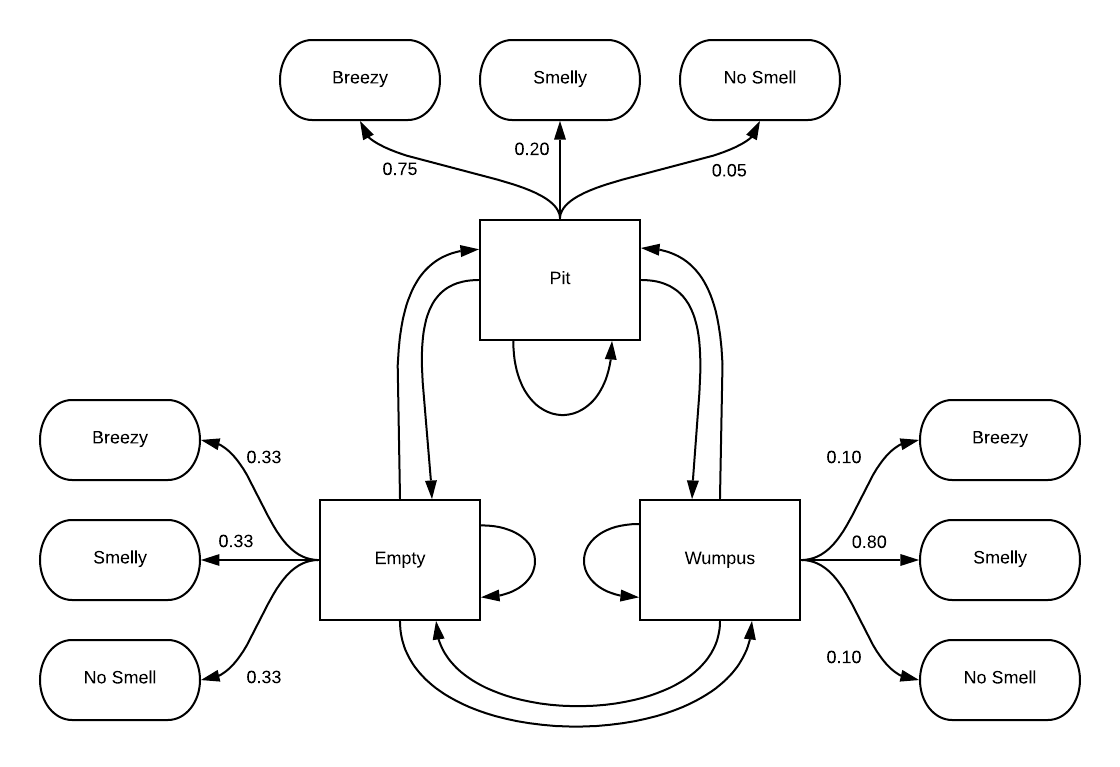 Breezy
Smelly
No Smell
0.75
0.20
0.05
Pit
Breezy
0.33
Smelly
0.33
No Smell
0.33
Empty
Wumpus
0.10
Breezy
0.80
Smelly
0.10
No Smell